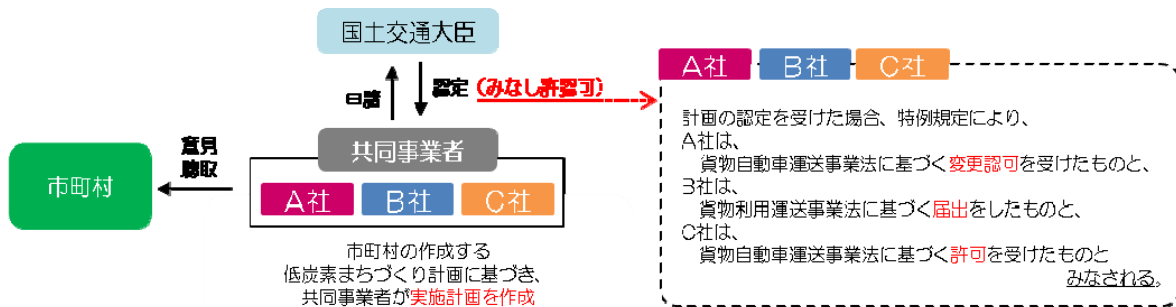 国土交通大臣
申請
認定
(みなし許認可)
共同事業者
A社
B社
C社
意見
聴取
市町村
市町村の作成する
低炭素まちづくり計画に基づき、
共同事業者が実施計画を作成
A社
B社
C社
計画の認定を受けた場合、特例規定により、
A社は、
貨物自動車運送事業法に基づく変更認可を受けたものと、
B社は、
貨物利用運送事業法に基づく届出をしたものと、
C社は、
貨物自動車運送事業法に基づく許可を受けたものと
みなされる。